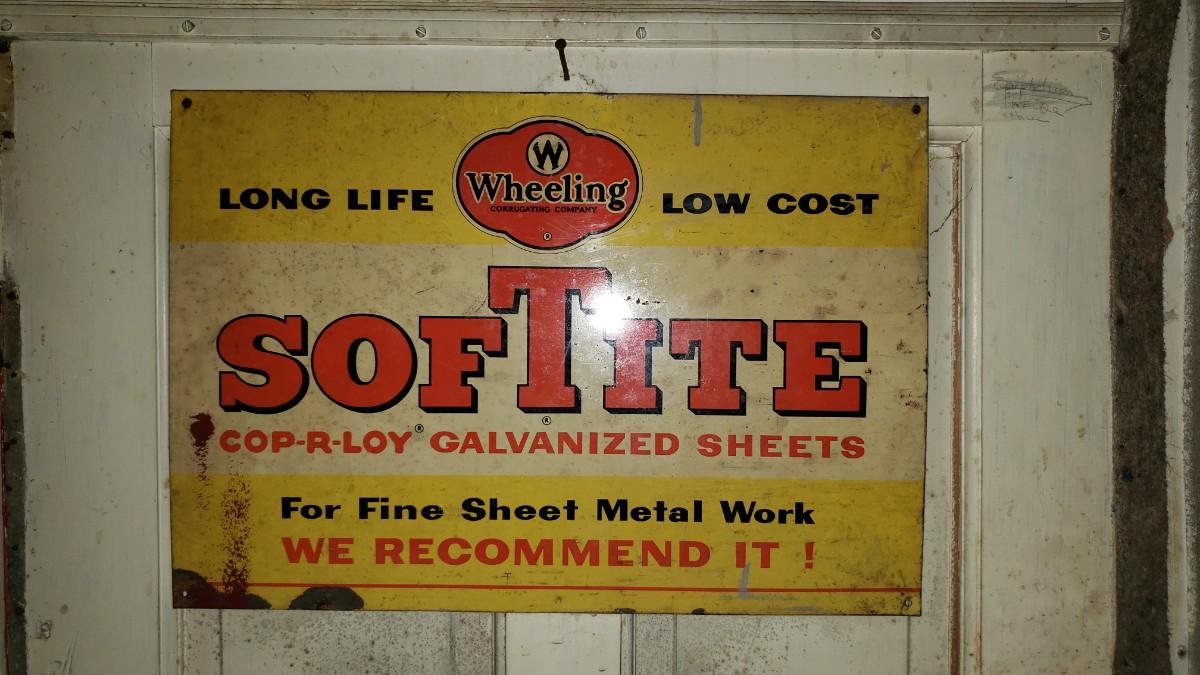 W
Wheeling
CORRUGATING COMPANY
®
LONG LIFE LOW COST
SOFTITE
®
COP-R-LOY® GALVANIZED SHEETS
For Fine Sheet Metal Work
WE RECOMMEND IT !